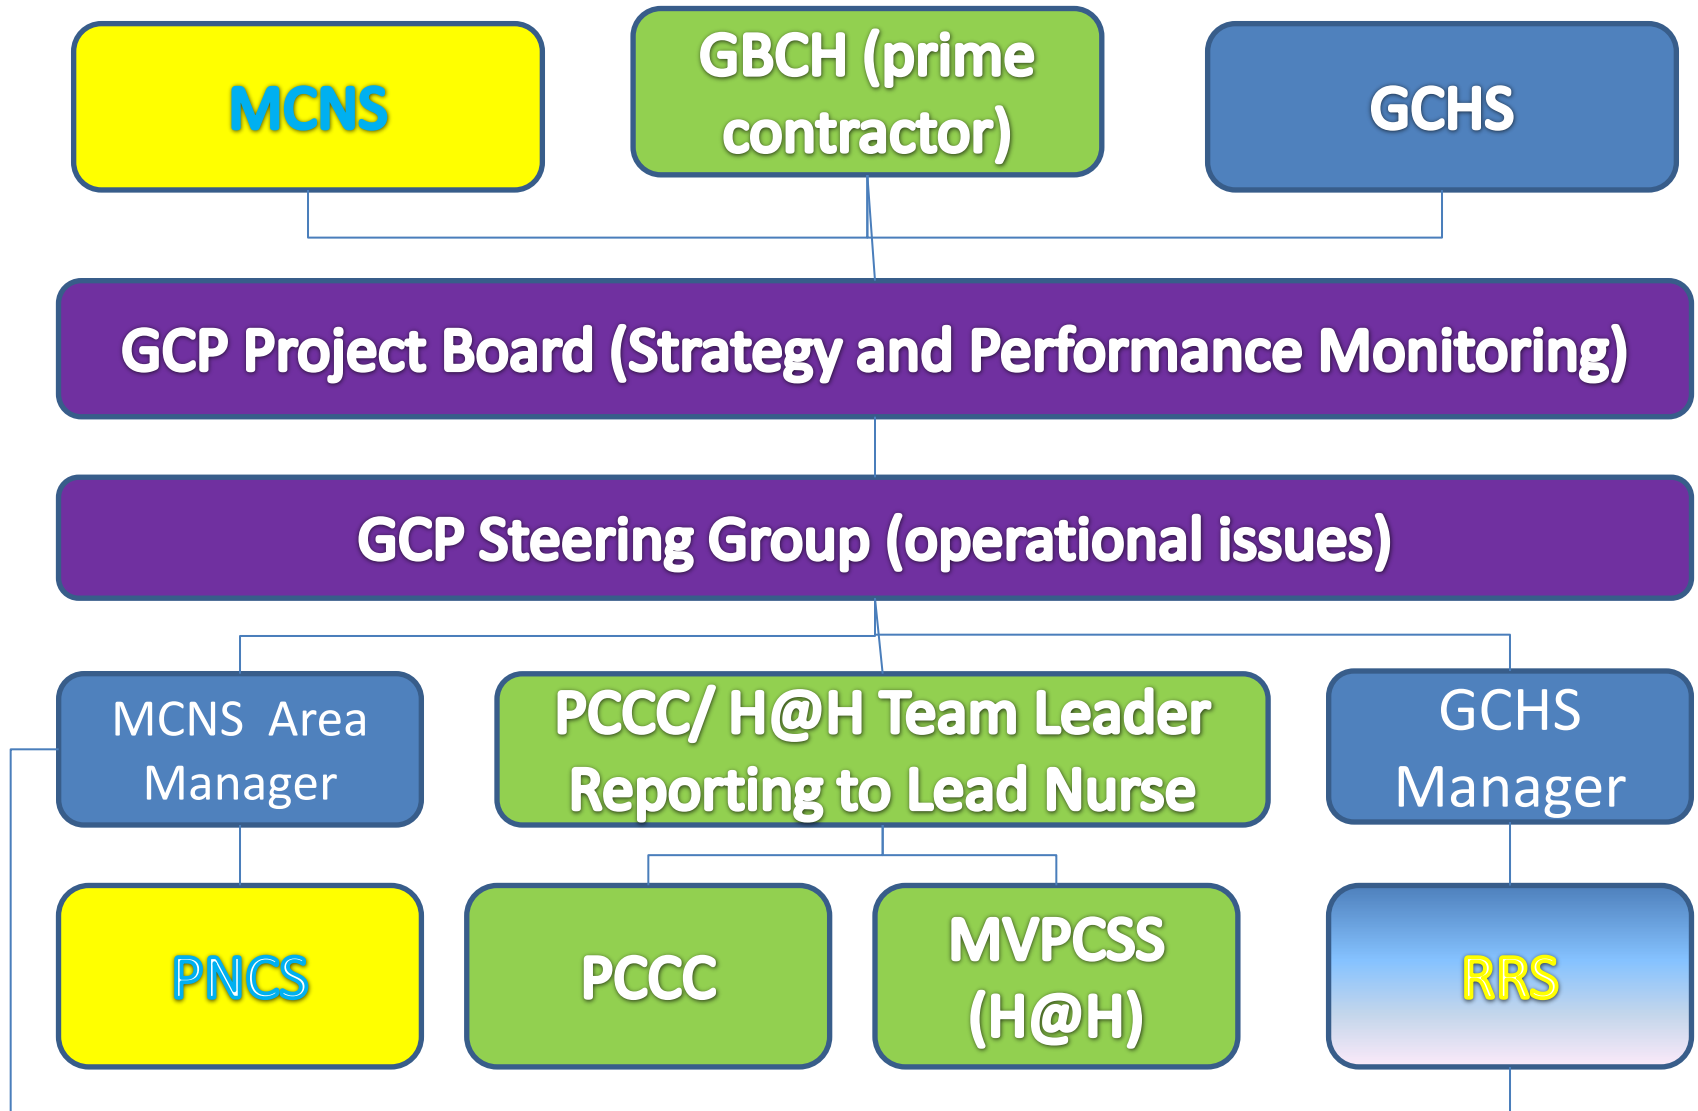 MCNS
GBCH (prime
contractor)
GCHS
GCP Project Board (Strategy and Performance Monitoring)
GCP Steering Group (operational issues)
MCNS  Area
Manager
PCCC/ H@H Team Leader
Reporting to Lead Nurse
GCHS
Manager
PNCS
PCCC
MVPCSS
(H@H)
RRS